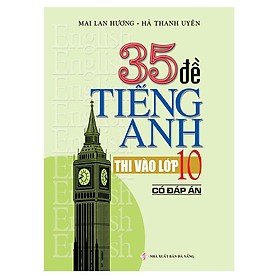 MAI LAN HƯƠNG - HÀ THANH UYÊN
35 đề
TIẾNG
ANH
THI VÀO LỚP 10
CÓ ĐÁP ÁN
NHÀ XUẤT BẢN ĐÀ NẴNG